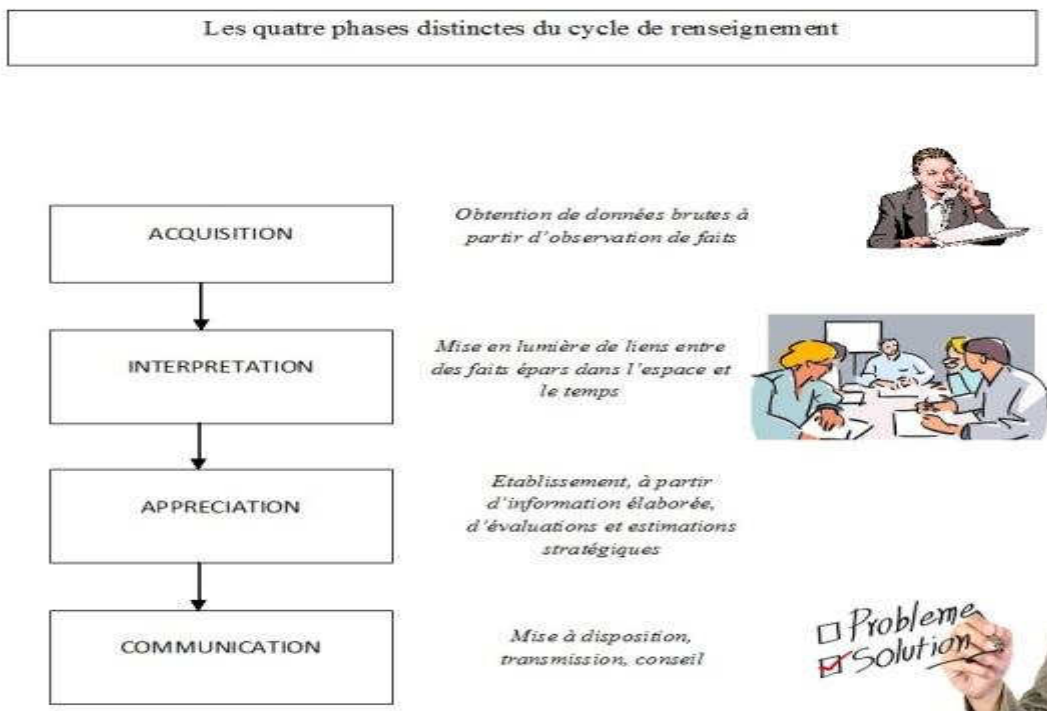 Les quatre phases distinctes du cycle de renseignement
ACQUISITION
Obtention de données brutes à
partir d'observation de faits
INTERPRETATION
Mise en lumière de liens entre
des faits épars dans l'espace et
le temps
APPRECIATION
Etablissement, à partir
d'information élaborée,
d'évaluations et estimations
stratégiques
COMMUNICATION
Mise à disposition,
transmission, conseil
Probleme
Solution